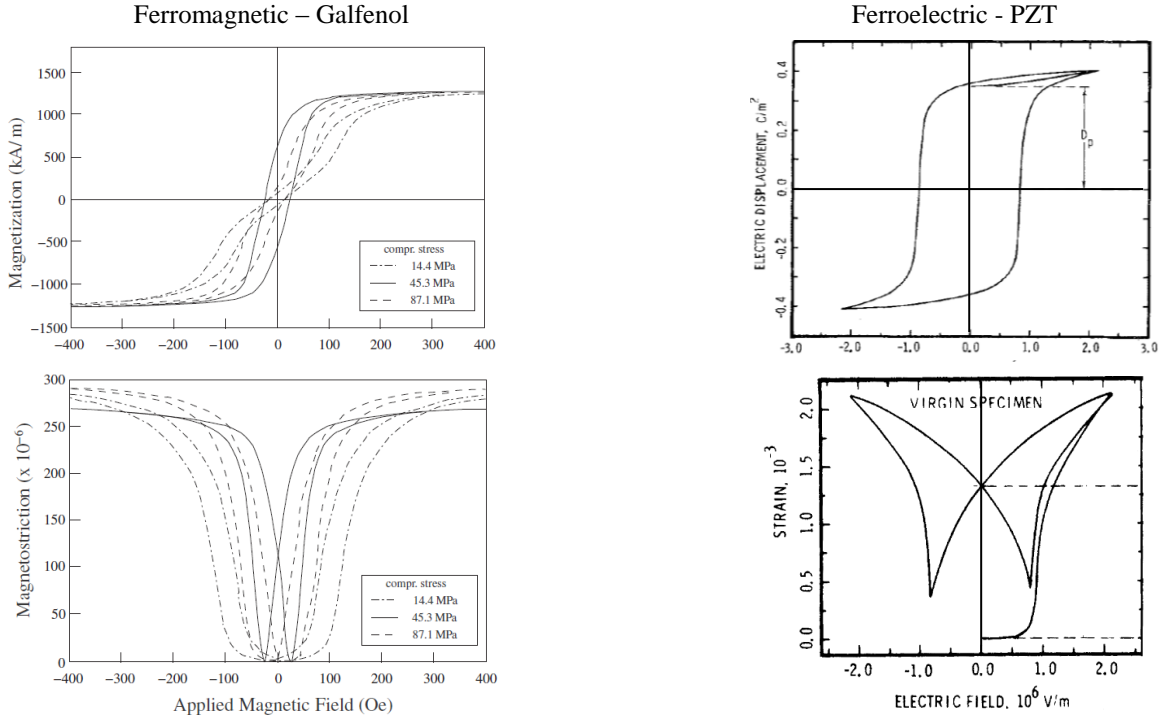 Ferromagnetic – Galfenol
Ferroelectric - PZT
1500
1000
500
0
−500
−1000
−1500
Magnetization (kA/m)
compr. stress
14.4 MPa
45.3 MPa
87.1 MPa
−400 −300 −200 −100 0 100 200 300 400
0.4
0.2
0.0
-0.2
-0.4
ELECTRIC DISPLACEMENT, C/m²
Dp
-3.0 -2.0 -1.0 0.0 1.0 2.0 3.0
300
250
200
150
100
50
0
Magnetostriction (x 10⁻⁶)
compr. stress
14.4 MPa
45.3 MPa
87.1 MPa
−400 −300 −200 −100 0 100 200 300 400
Applied Magnetic Field (Oe)
VIRGIN SPECIMEN
2.0
1.5
1.0
0.5
0.0
STRAIN, 10⁻³
-2.0 -1.0 0.0 1.0 2.0
ELECTRIC FIELD, 10⁶ V/m